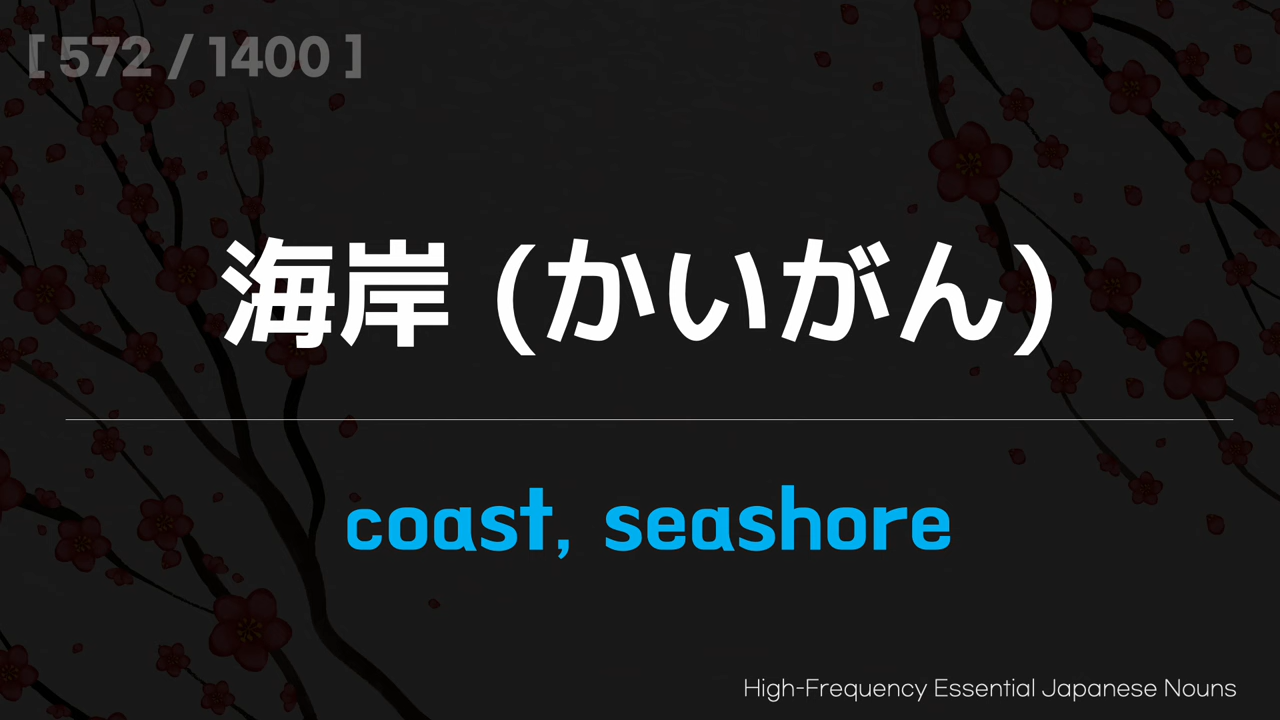 [ 572 / 1400 ]
海岸 (かいがん)
coast, seashore
High-Frequency Essential Japanese Nouns